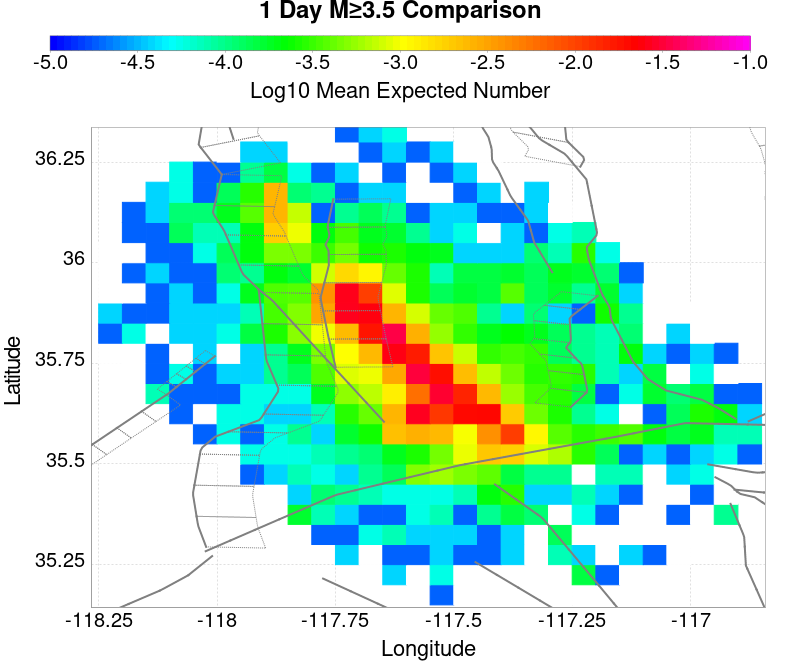 1 Day M≥3.5 Comparison
-5.0 -4.5 -4.0 -3.5 -3.0 -2.5 -2.0 -1.5 -1.0
Log10 Mean Expected Number
36.25
36
35.75
35.5
35.25
Latitude
-118.25 -118 -117.75 -117.5 -117.25 -117
Longitude